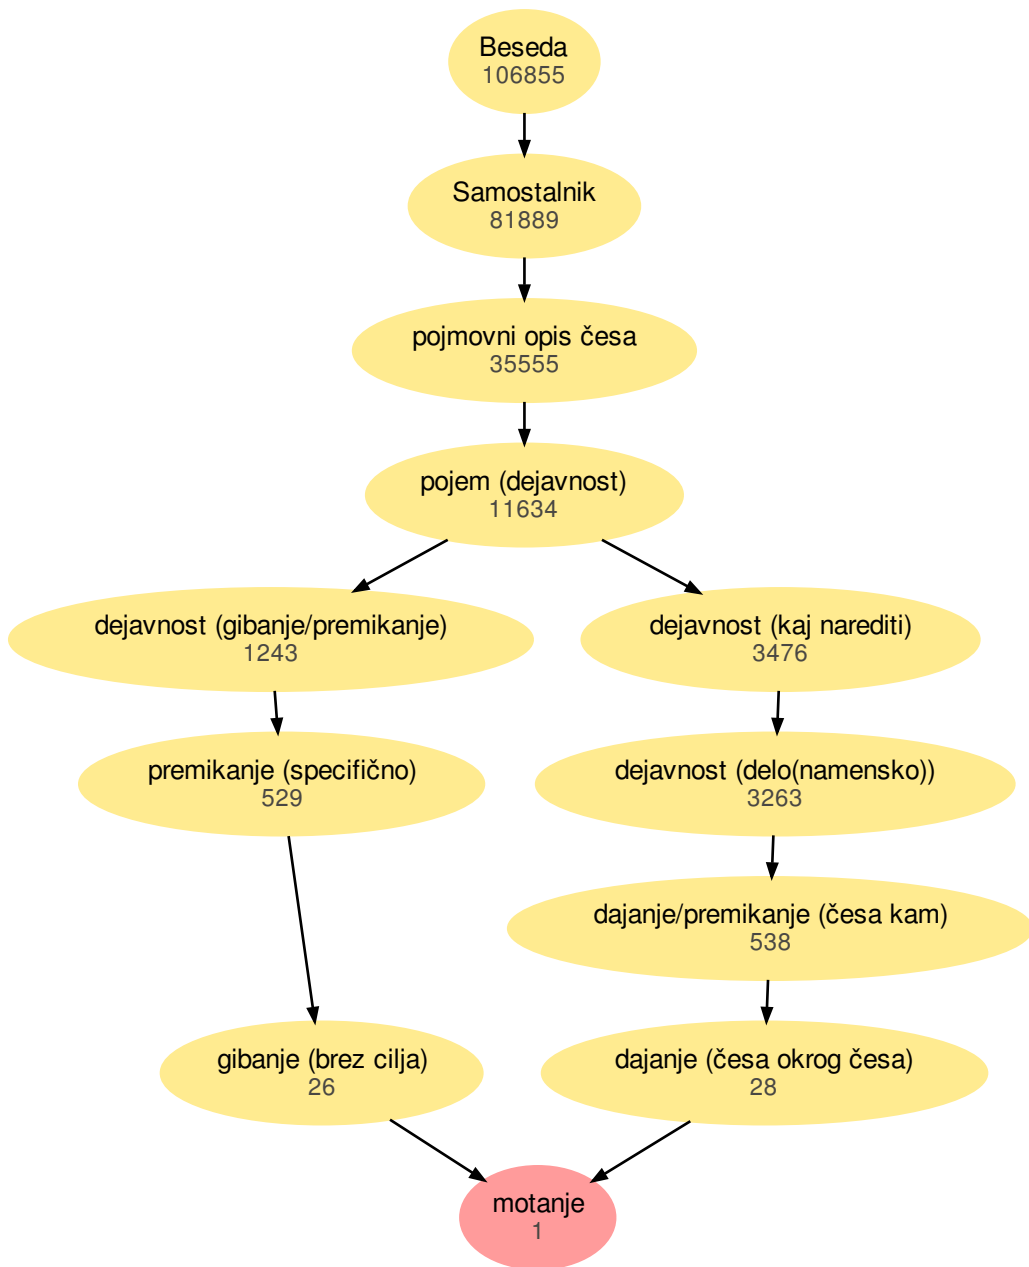 Beseda
106855
Samostalnik
81889
pojmovni opis česa
35555
pojem (dejavnost)
11634
dejavnost (gibanje/premikanje)
1243
dejavnost (kaj narediti)
3476
premikanje (specifično)
529
dejavnost (delo(namensko))
3263
dajanje/premikanje (česa kam)
538
gibanje (brez cilja)
26
dajanje (česa okrog česa)
28
motanje
1